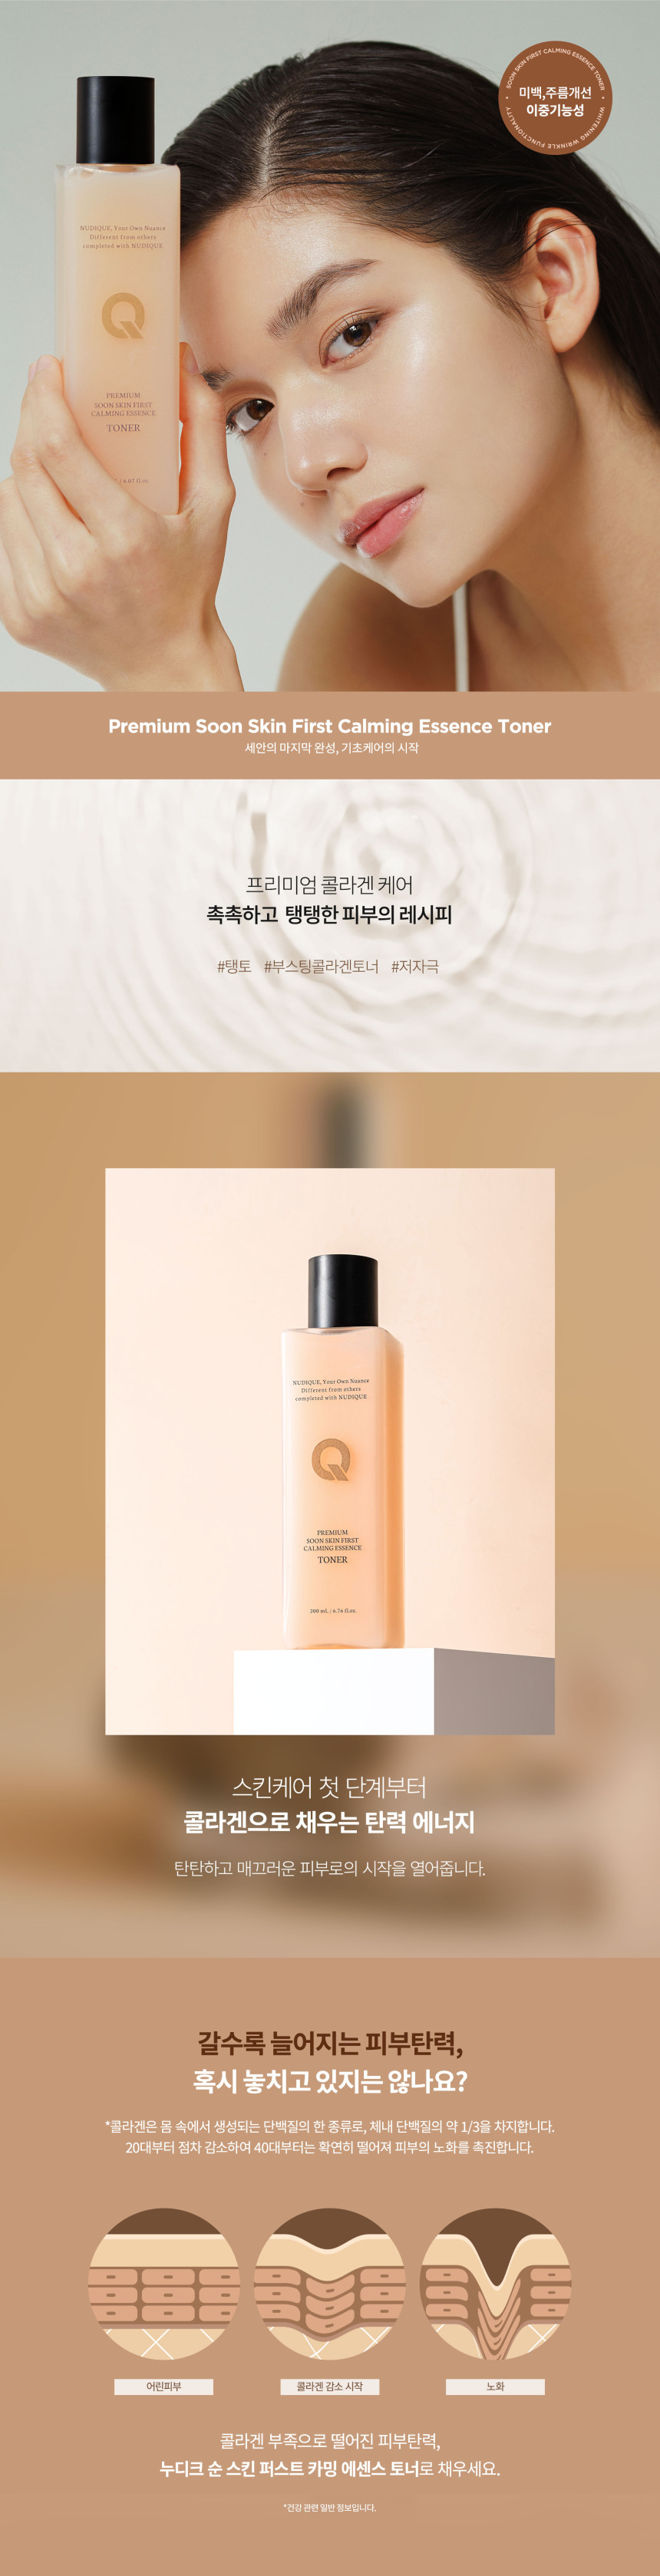 SOON SKIN FIRST CALMING ESSENCE TONER
미백,주름개선
이중기능성
WHITENING WRINKLE FUNCTIONALITY
NUDIQUE, Your Own Nuance
Different from others
completed with NUDIQUE
Q
PREMIUM
SOON SKIN FIRST
CALMING ESSENCE
TONER
Premium Soon Skin First Calming Essence Toner
세안의 마지막 완성, 기초케어의 시작
프리미엄 콜라겐 케어
촉촉하고 탱탱한 피부의 레시피
#탱토 #부스팅콜라겐토너 #저자극
NUDIQUE, Your Own Nuance
Different from others
completed with NUDIQUE
Q
PREMIUM
SOON SKIN FIRST
CALMING ESSENCE
TONER
200 ml. / 6.76 fl.oz.
스킨케어 첫 단계부터
콜라겐으로 채우는 탄력 에너지
탄탄하고 매끄러운 피부로의 시작을 열어줍니다.
갈수록 늘어지는 피부탄력,
혹시 놓치고 있지는 않나요?
*콜라겐은 몸 속에서 생성되는 단백질의 한 종류로, 체내 단백질의 약 1/3을 차지합니다.
20대부터 점차 감소하여 40대부터는 확연히 떨어져 피부의 노화를 촉진합니다.
어린피부
콜라겐 감소 시작
노화
콜라겐 부족으로 떨어진 피부탄력,
누디크 순 스킨 퍼스트 카밍 에센스 토너로 채우세요.
*건강 관련 일반 정보입니다.